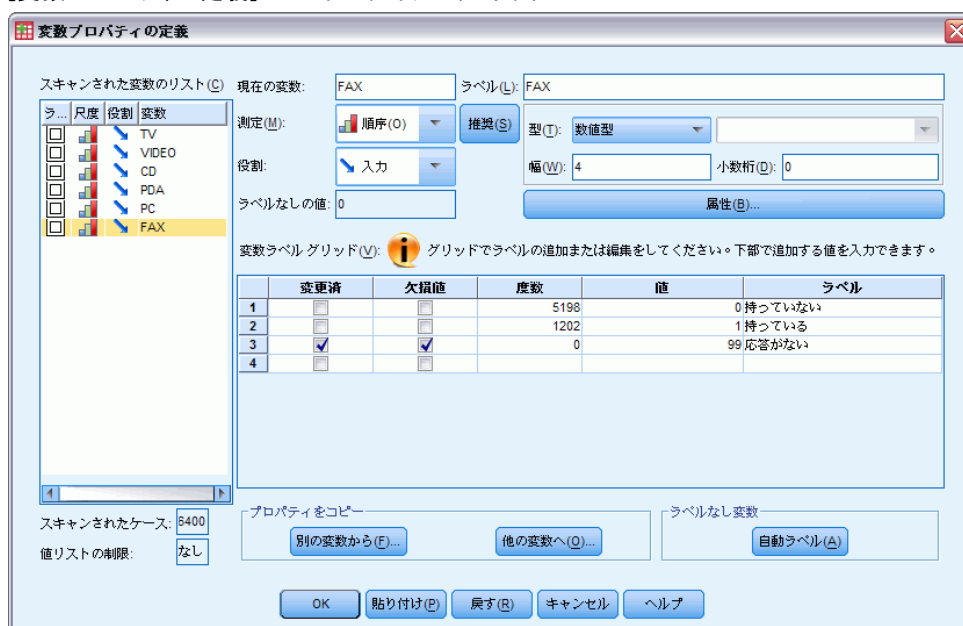 変数プロパティの定義
スキャンされた変数のリスト(C)
現在の変数: FAX ラベル(L): FAX
ラ... 尺度 役割 変数
TV
VIDEO
CD
PDA
PC
FAX
測定(M): 順序(O) 推奨(S) 型(T): 数値型
役割: 入力 幅(W): 4 小数桁(D): 0
ラベルなしの値: 0 属性(B)...
変数ラベル グリッド(V): グリッドでラベルの追加または編集をしてください。下部で追加する値を入力できます。
変更済 欠損値 度数 値 ラベル
1 5198 0 持っていない
2 1202 1 持っている
3 0 99 応答がない
4
スキャンされたケース: 6400
値リストの制限: なし
プロパティをコピー
別の変数から(F)... 他の変数へ(O)...
ラベルなし変数
自動ラベル(A)
OK 貼り付け(P) 戻す(R) キャンセル ヘルプ